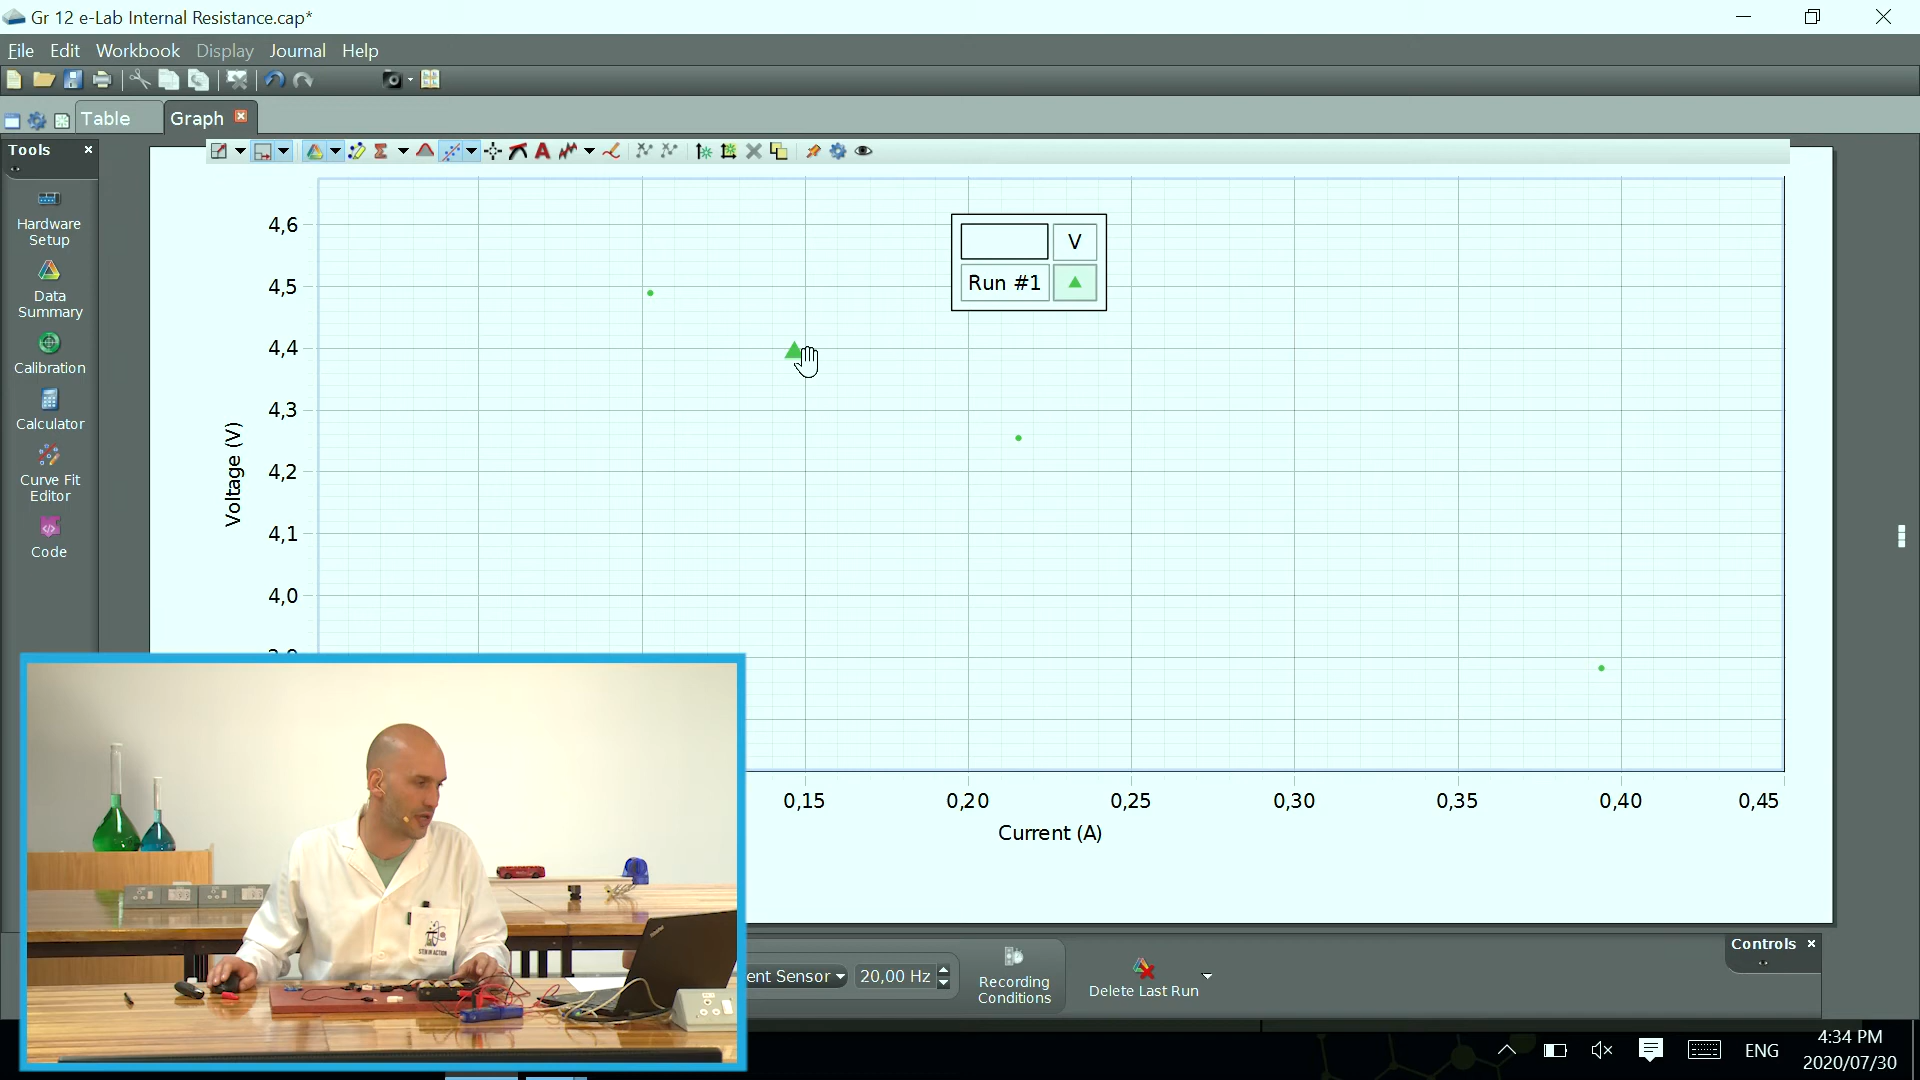 Gr 12 e-Lab Internal Resistance.cap*
File Edit Workbook Display Journal Help
Table Graph
Tools
Hardware
Setup
Data
Summary
Calibration
Calculator
Curve Fit
Editor
Code
V
Run #1
Voltage (V)
4,6
4,5
4,4
4,3
4,2
4,1
4,0
0,15 0,20 0,25 0,30 0,35 0,40 0,45
Current (A)
STEM IN ACTION
ent Sensor 20,00 Hz
Recording
Conditions
Delete Last Run
Controls
ENG
4:34 PM
2020/07/30